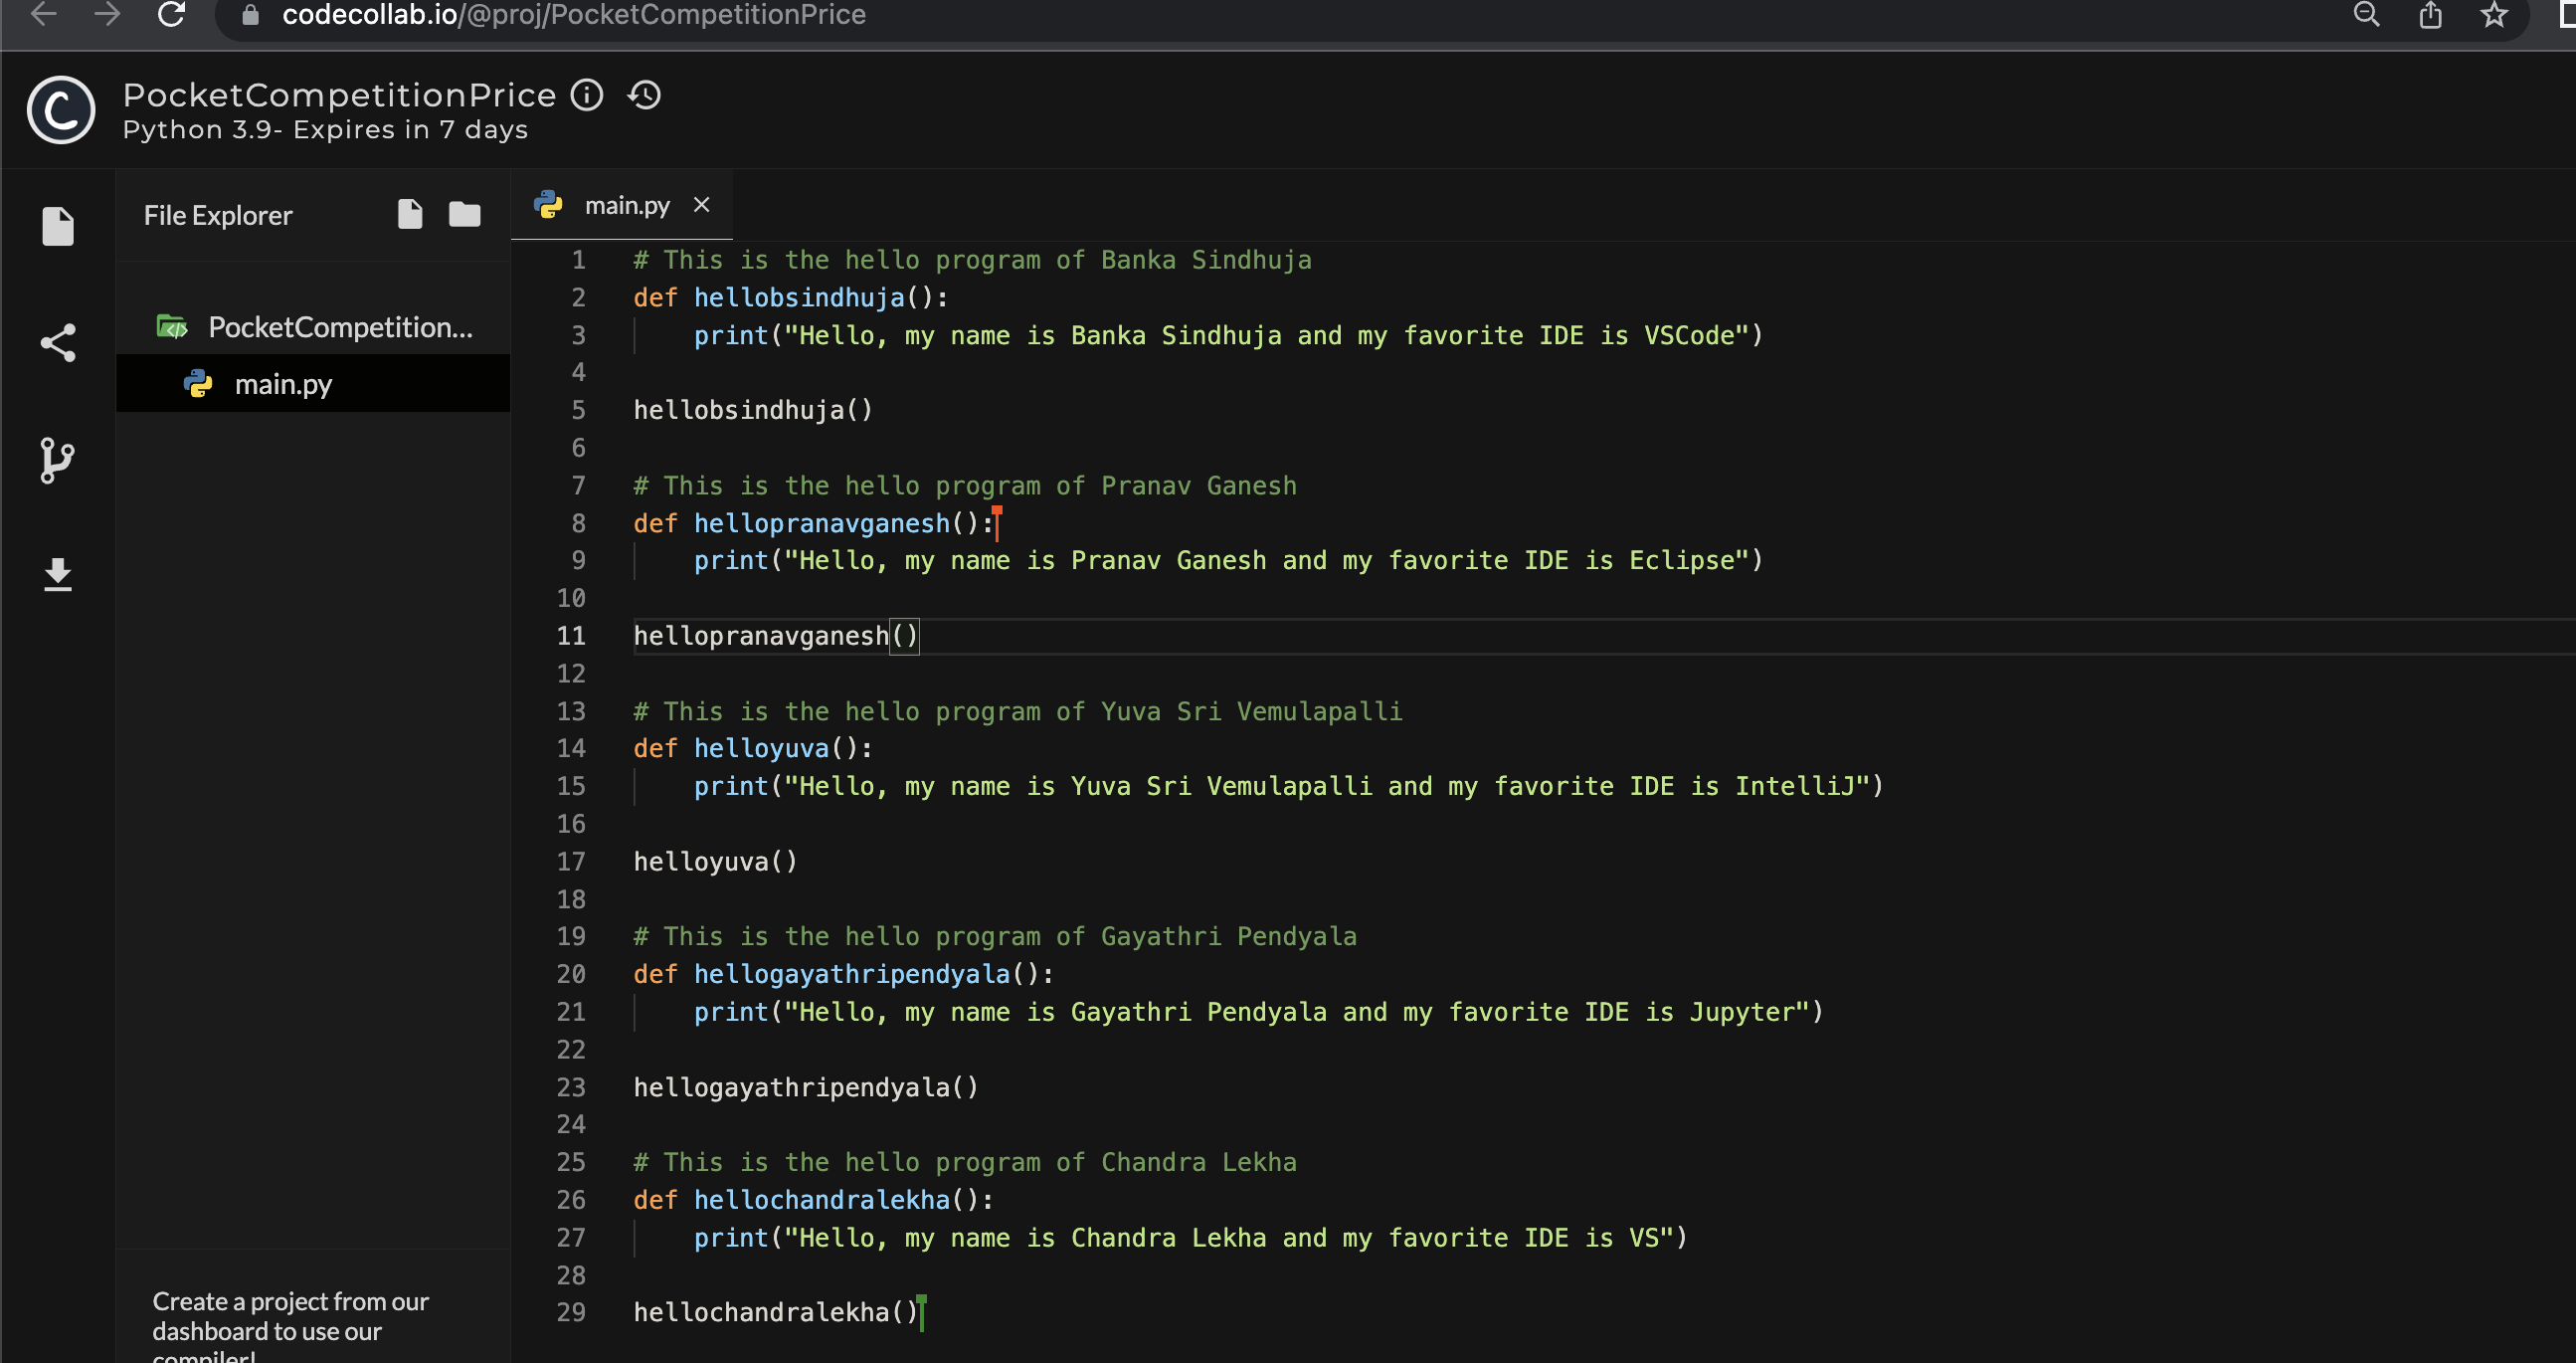 codecollab.io/@proj/PocketCompetitionPrice
PocketCompetitionPrice
Python 3.9- Expires in 7 days
File Explorer
PocketCompetition...
main.py
Create a project from our
dashboard to use our
compiler!
main.py
1 # This is the hello program of Banka Sindhuja
2 def hellobsindhuja():
3     print("Hello, my name is Banka Sindhuja and my favorite IDE is VSCode")
4
5 hellobsindhuja()
6
7 # This is the hello program of Pranav Ganesh
8 def hellopranavganesh():
9     print("Hello, my name is Pranav Ganesh and my favorite IDE is Eclipse")
10
11 hellopranavganesh()
12
13 # This is the hello program of Yuva Sri Vemulapalli
14 def helloyuva():
15     print("Hello, my name is Yuva Sri Vemulapalli and my favorite IDE is IntelliJ")
16
17 helloyuva()
18
19 # This is the hello program of Gayathri Pendyala
20 def hellogayathripendyala():
21     print("Hello, my name is Gayathri Pendyala and my favorite IDE is Jupyter")
22
23 hellogayathripendyala()
24
25 # This is the hello program of Chandra Lekha
26 def hellochandralekha():
27     print("Hello, my name is Chandra Lekha and my favorite IDE is VS")
28
29 hellochandralekha()